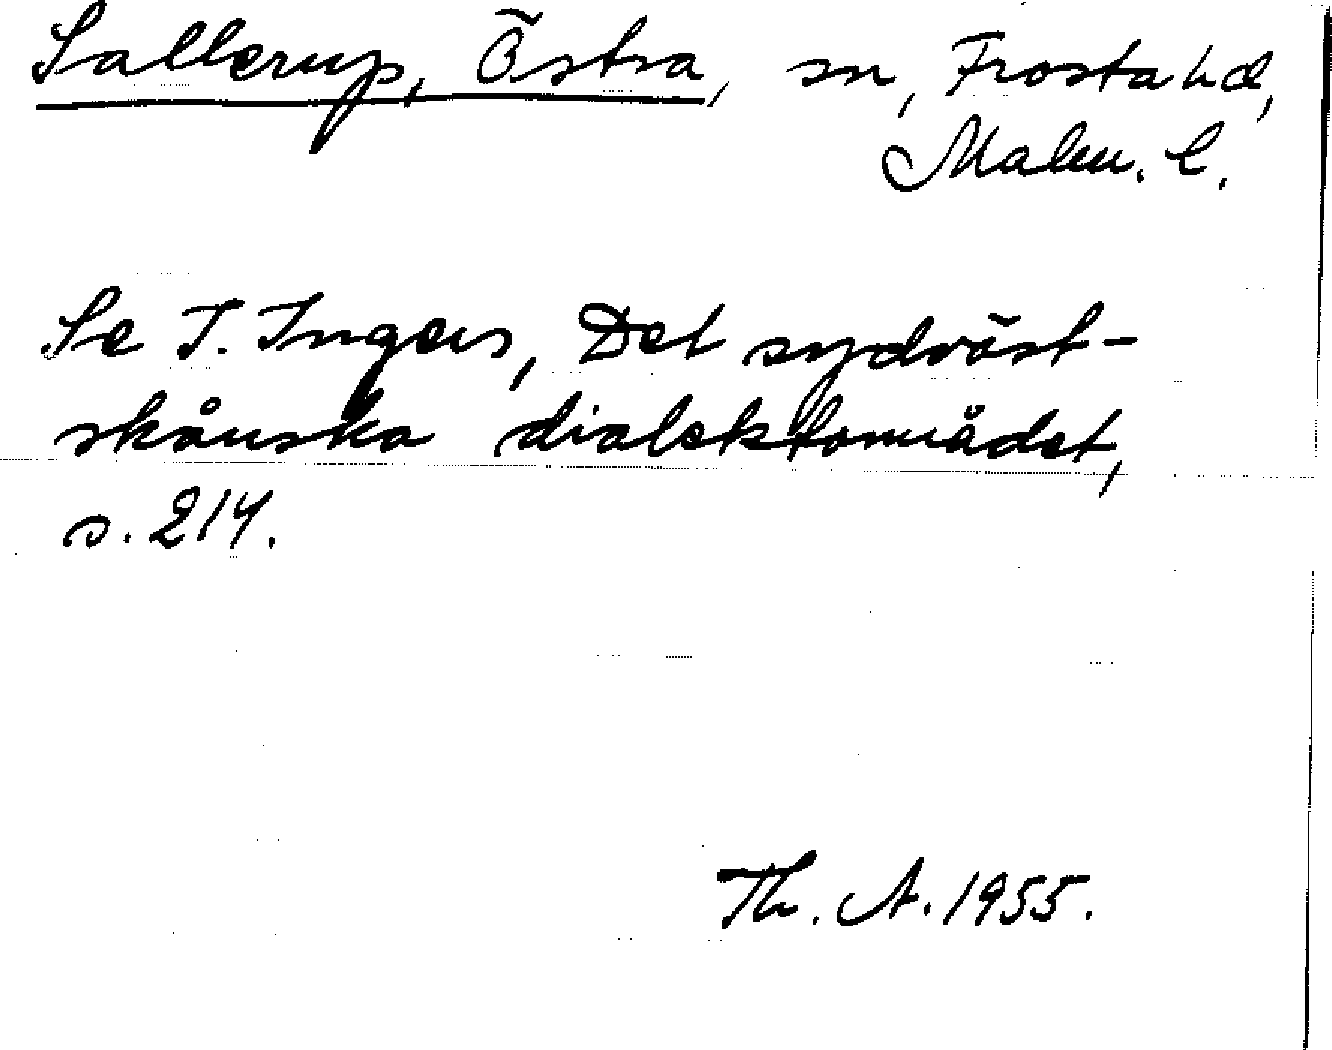 Sallerup, Östra, sn, Frosta hd,
Malm. l.
Se I. Ingers, Det sydväst-
skånska dialektområdet,
s. 214.
Th. A. 1955.